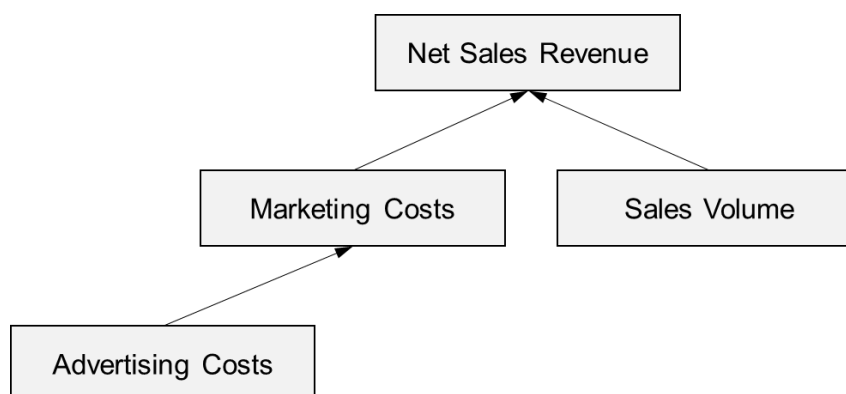 Net Sales Revenue
Marketing Costs
Sales Volume
Advertising Costs